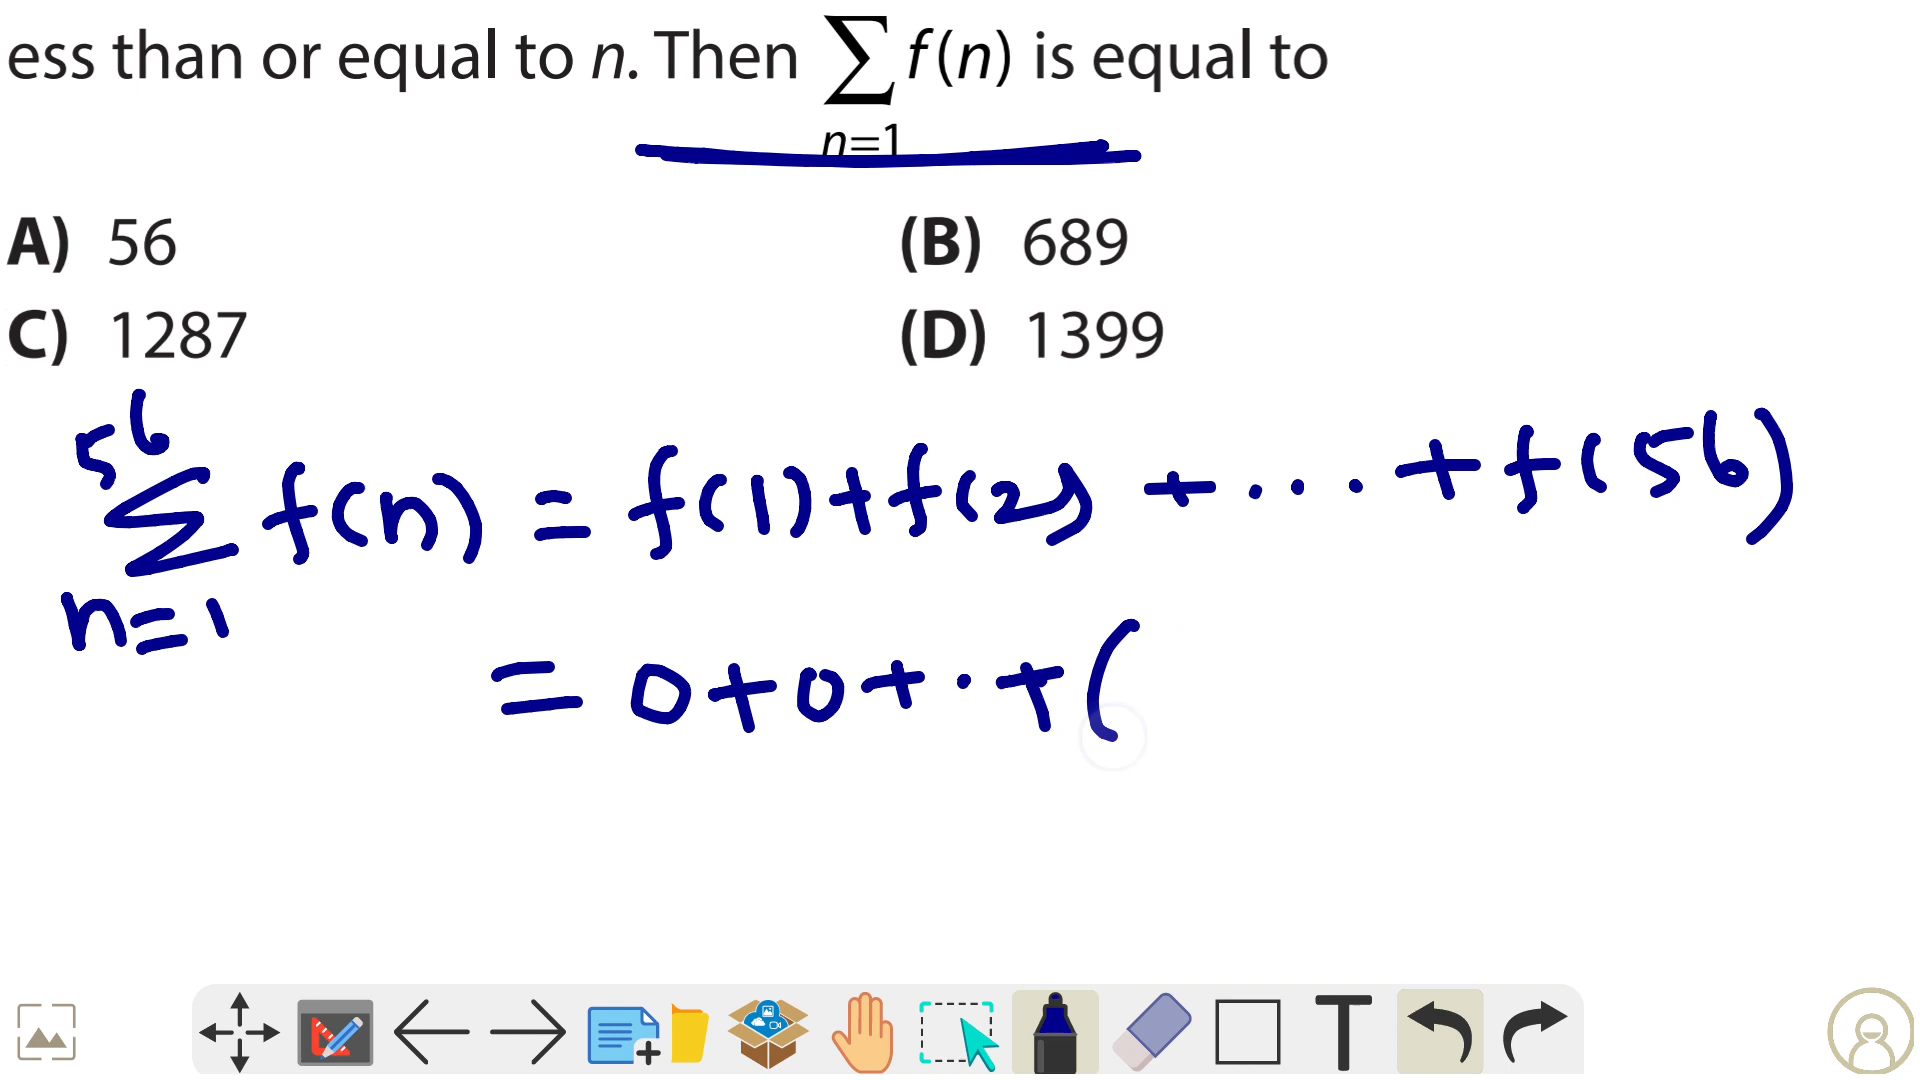 ess than or equal to n. Then ∑ f(n) is equal to
n=1
A) 56 (B) 689
C) 1287 (D) 1399
56
∑ f(n) = f(1)+f(2) + ... + f(56)
n=1
= 0+0+.+(
T